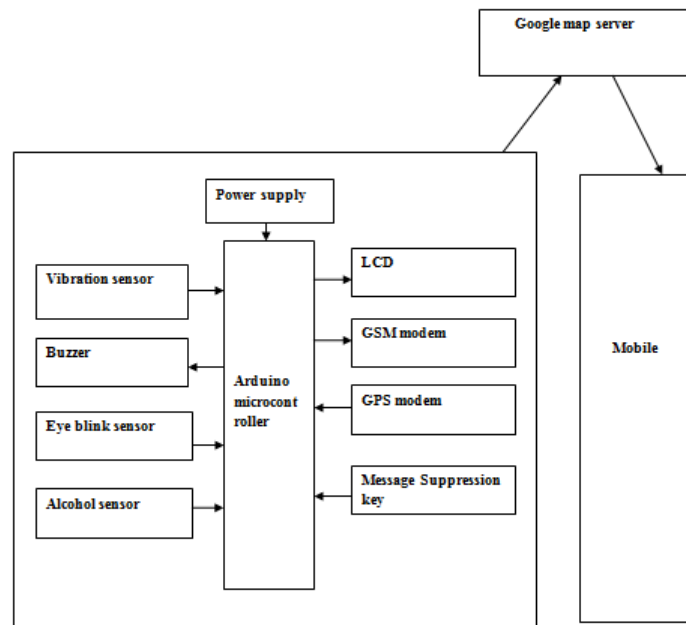 Google map server
Power supply
Vibration sensor
LCD
Buzzer
GSM modem
Mobile
Arduino
microcont
roller
GPS modem
Eye blink sensor
Alcohol sensor
Message Suppression
key